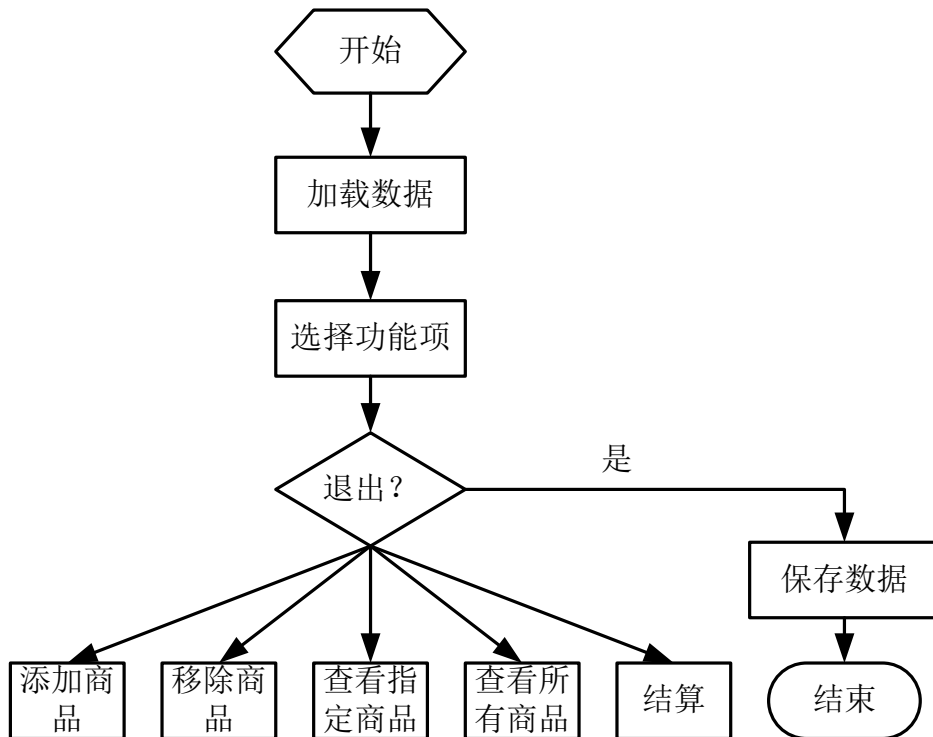 开始
加载数据
选择功能项
退出？
是
保存数据
添加商
品
移除商
品
查看指
定商品
查看所
有商品
结算
结束